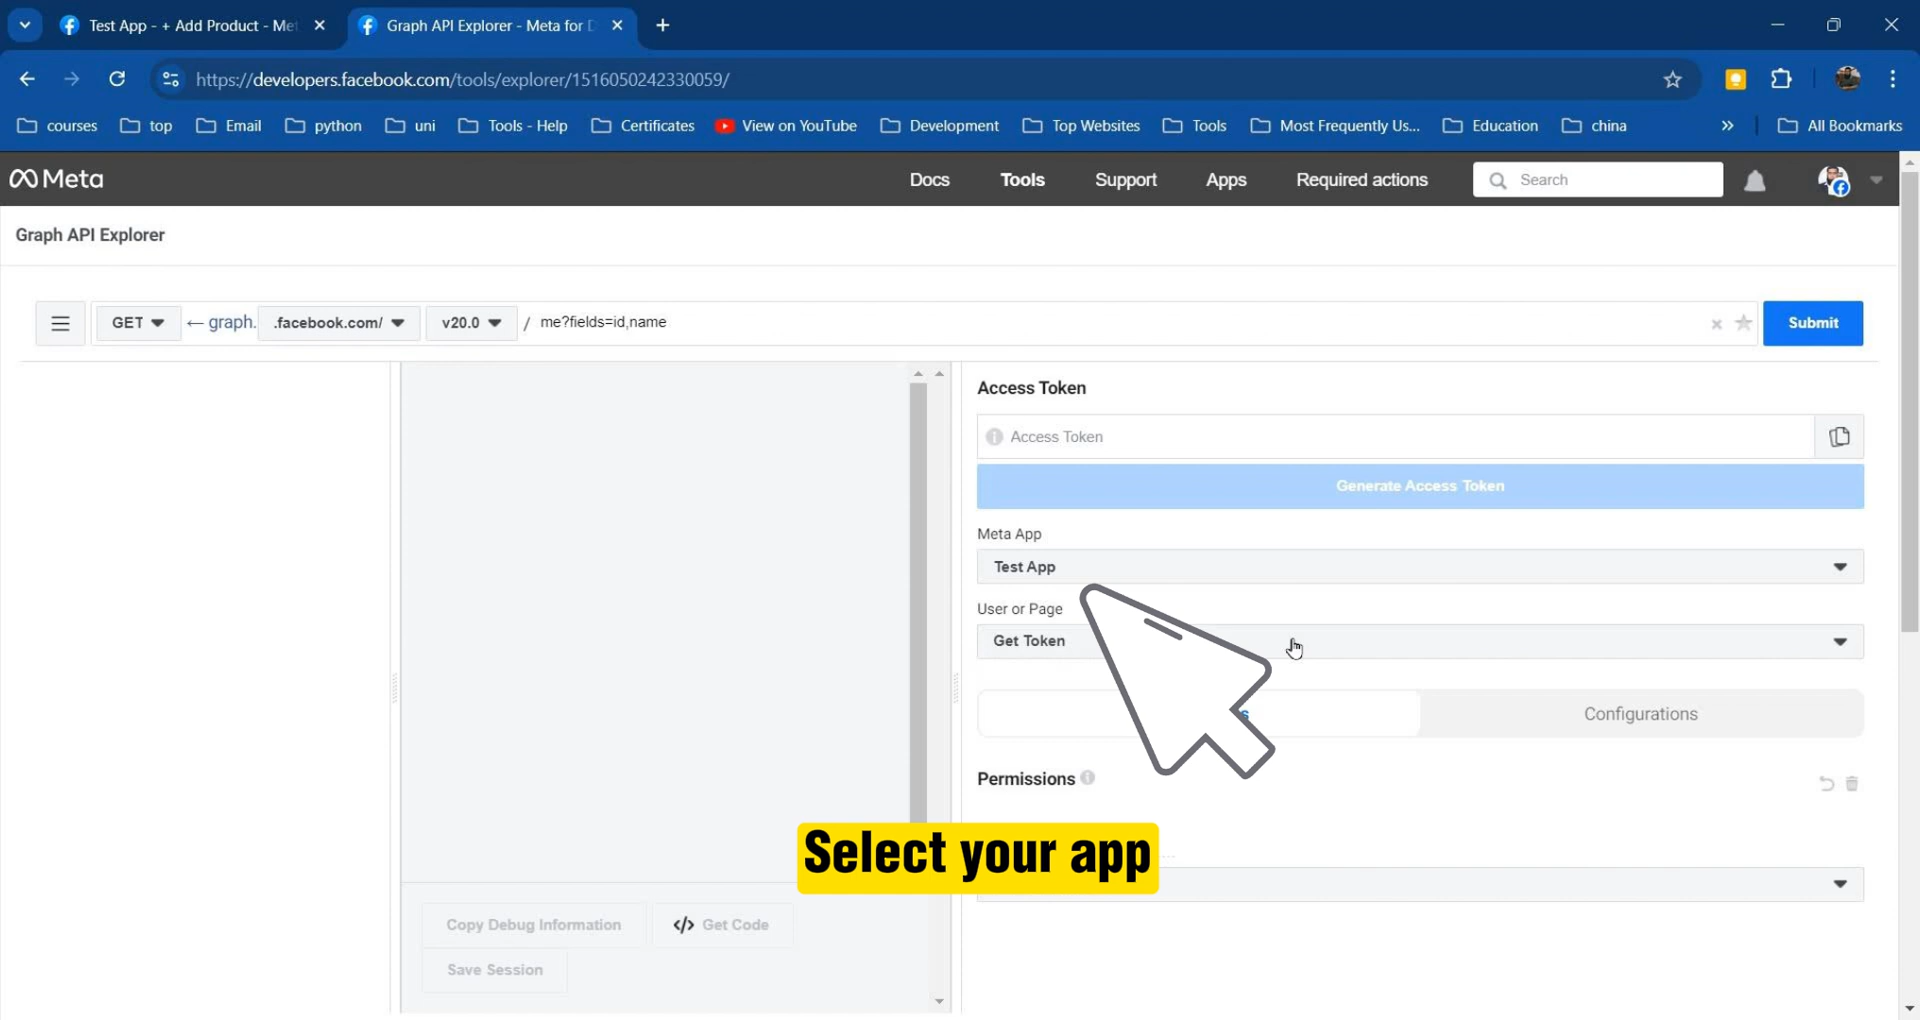 Test App - + Add Product - Met
Graph API Explorer - Meta for D
https://developers.facebook.com/tools/explorer/1516050242330059/
courses top Email python uni Tools - Help Certificates View on YouTube Development Top Websites Tools Most Frequently Us... Education china » All Bookmarks
Meta Docs Tools Support Apps Required actions Search
Graph API Explorer
GET ← graph. .facebook.com/ v20.0 / me?fields=id,name Submit
Access Token
Access Token
Generate Access Token
Meta App
Test App
User or Page
Get Token
Configurations
Permissions
Select your app
Copy Debug Information </> Get Code
Save Session